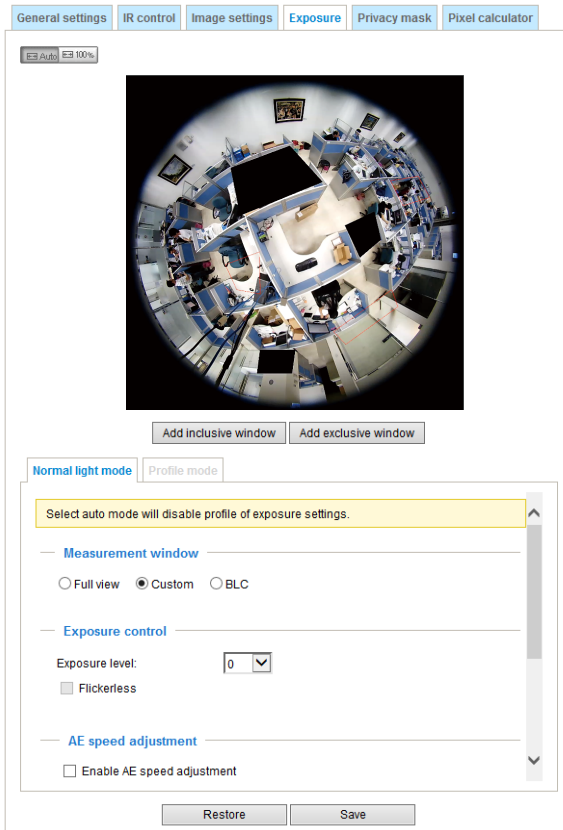 General settings IR control Image settings Exposure Privacy mask Pixel calculator
Auto 100%
Add inclusive window Add exclusive window
Normal light mode Profile mode
Select auto mode will disable profile of exposure settings.
Measurement window
Full view Custom BLC
Exposure control
Exposure level: 0
Flickerless
AE speed adjustment
Enable AE speed adjustment
Restore Save